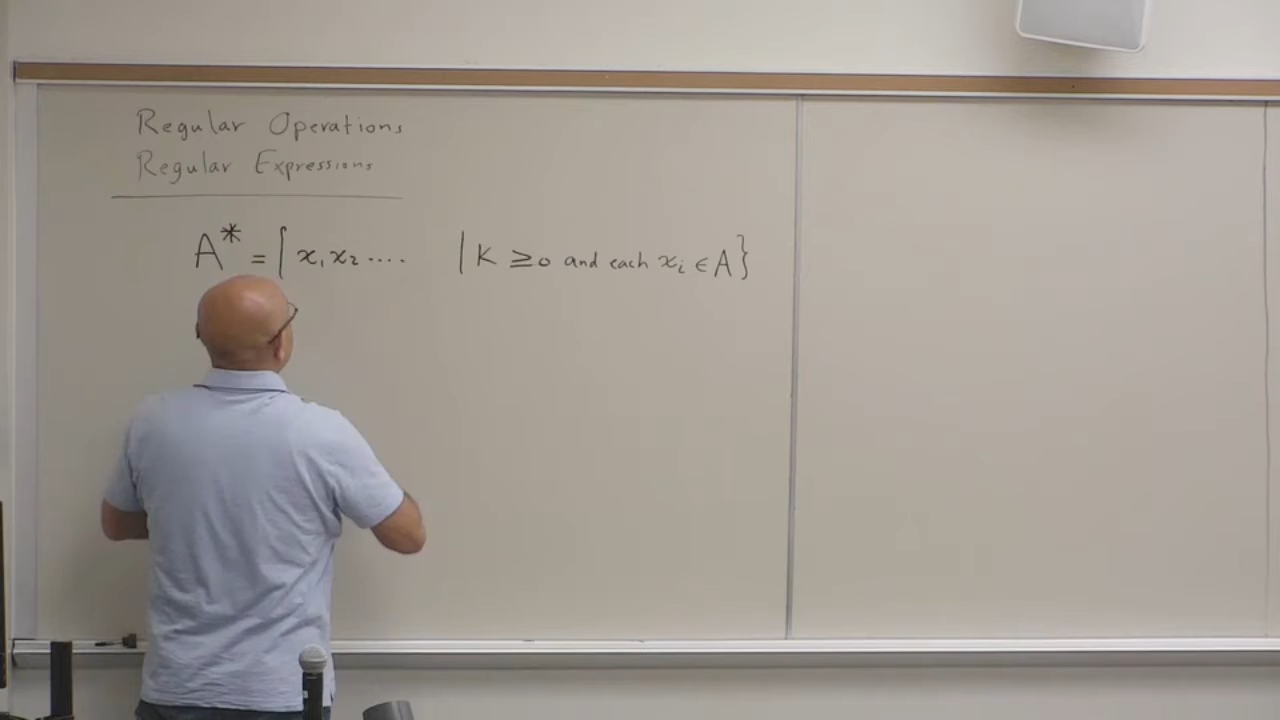 Regular Operations
Regular Expressions
A* = { x₁x₂.... | K ≥ 0 and each xᵢ ∈ A}